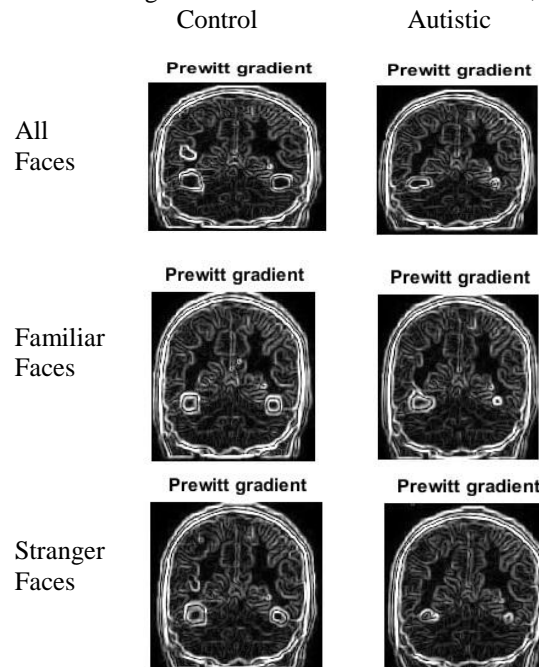 Control Autistic
Prewitt gradient Prewitt gradient
All
Faces
Prewitt gradient Prewitt gradient
Familiar
Faces
Prewitt gradient Prewitt gradient
Stranger
Faces